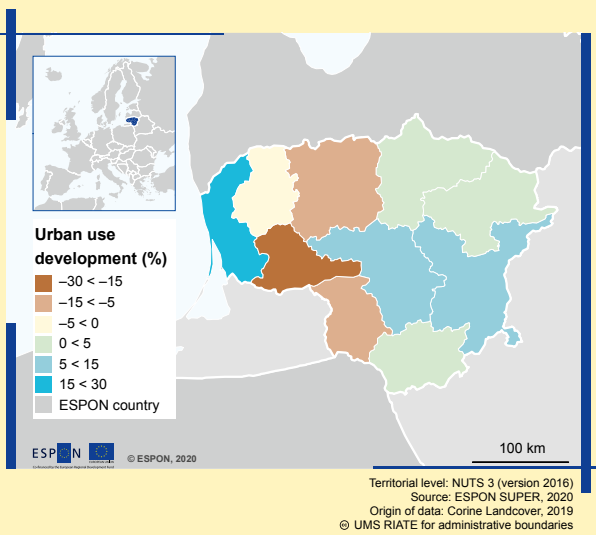 Urban use
development (%)
–30 < –15
–15 < –5
–5 < 0
0 < 5
5 < 15
15 < 30
ESPON country
ESPON
© ESPON, 2020
100 km
Territorial level: NUTS 3 (version 2016)
Source: ESPON SUPER, 2020
Origin of data: Corine Landcover, 2019
© UMS RIATE for administrative boundaries